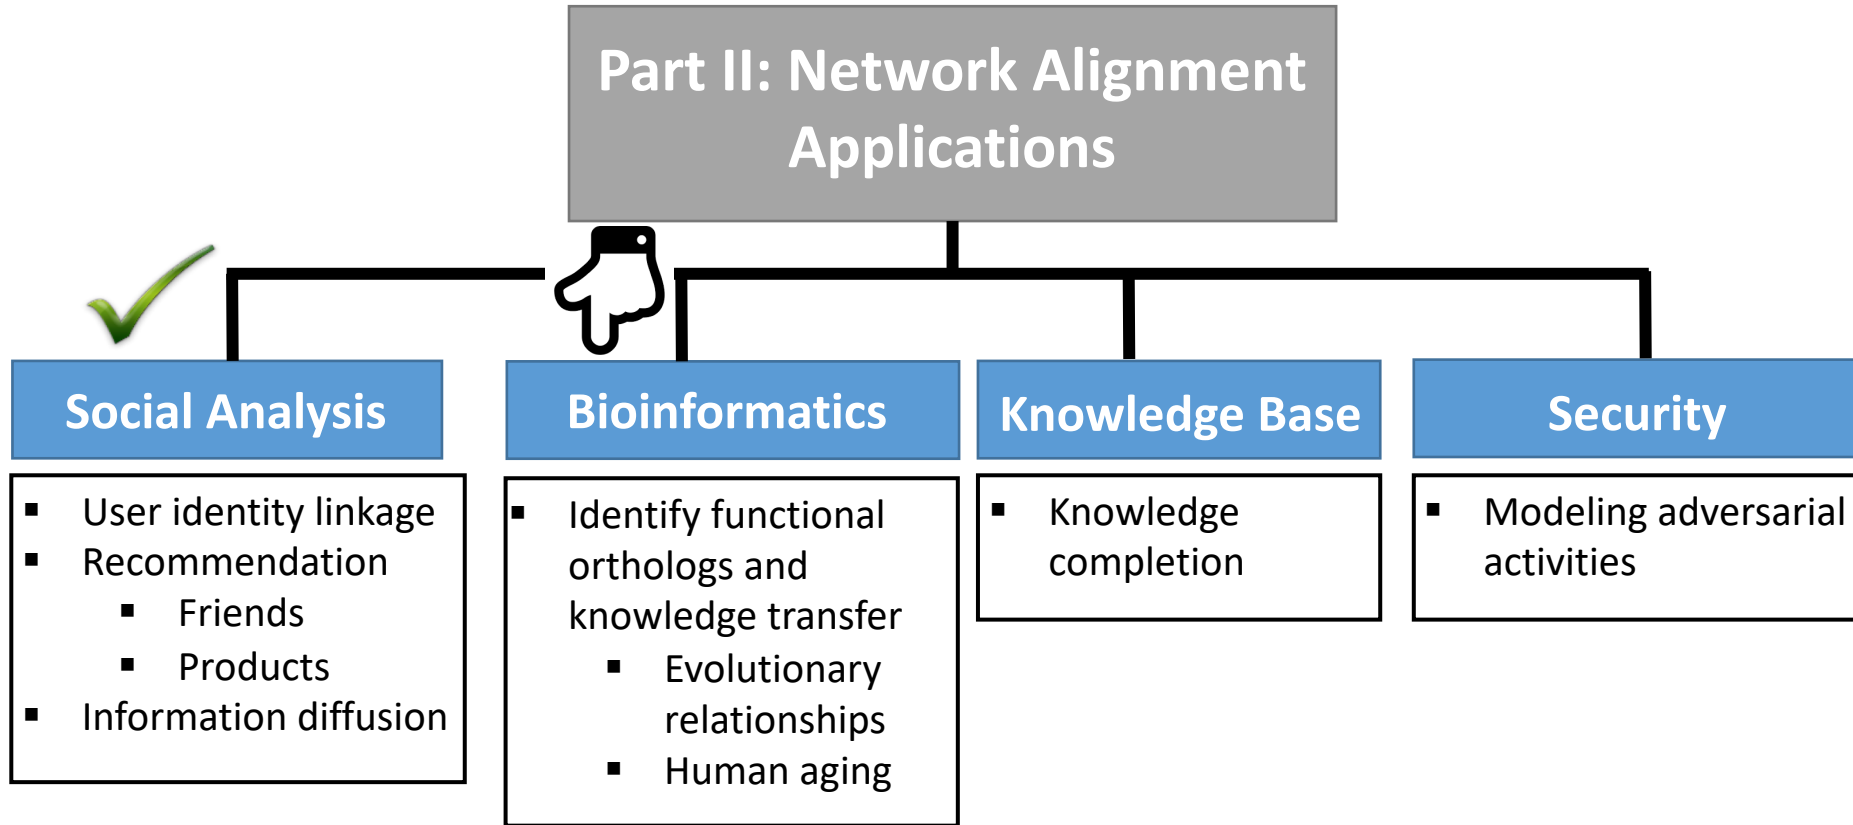 Part II: Network Alignment
Applications
Social Analysis
▪ User identity linkage
▪ Recommendation
▪ Friends
▪ Products
▪ Information diffusion
Bioinformatics
▪ Identify functional
orthologs and
knowledge transfer
▪ Evolutionary
relationships
▪ Human aging
Knowledge Base
▪ Knowledge
completion
Security
▪ Modeling adversarial
activities